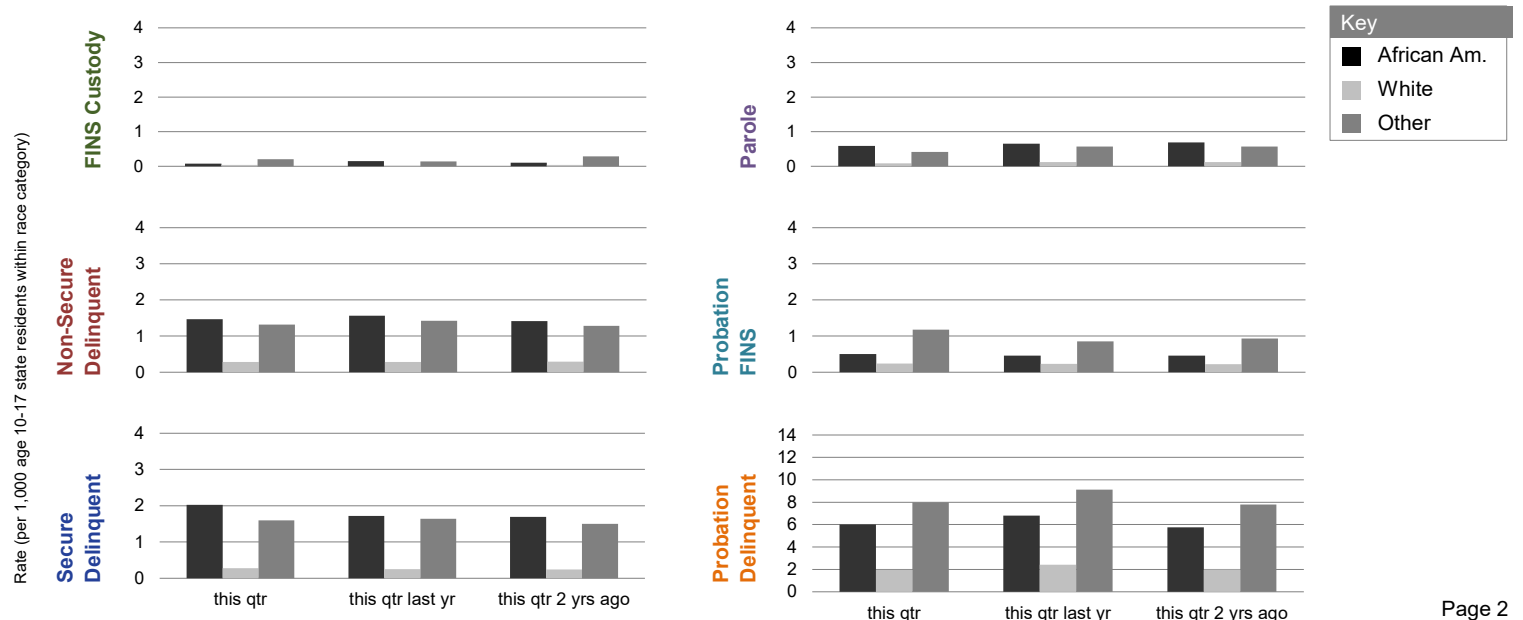 Rate (per 1,000 age 10-17 state residents within race category)
FINS Custody
4
3
2
1
0
Non-Secure
Delinquent
4
3
2
1
0
Secure
Delinquent
4
3
2
1
0
this qtr
this qtr last yr
this qtr 2 yrs ago
Parole
4
3
2
1
0
Probation
FINS
4
3
2
1
0
Probation
Delinquent
14
12
10
8
6
4
2
0
this qtr
this qtr last yr
this qtr 2 yrs ago
Key
African Am.
White
Other
Page 2